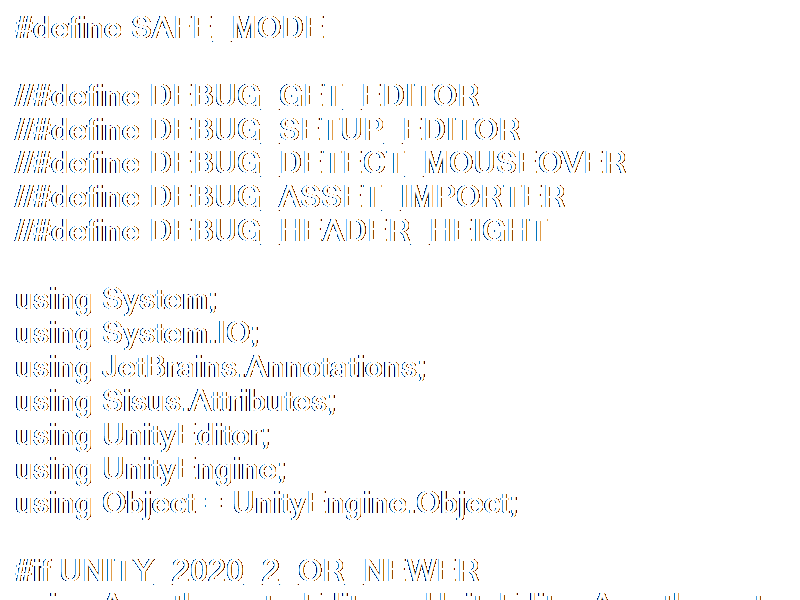 #define SAFE_MODE
//#define DEBUG_GET_EDITOR
//#define DEBUG_SETUP_EDITOR
//#define DEBUG_DETECT_MOUSEOVER
//#define DEBUG_ASSET_IMPORTER
//#define DEBUG_HEADER_HEIGHT
using System;
using System.IO;
using JetBrains.Annotations;
using Sisus.Attributes;
using UnityEditor;
using UnityEngine;
using Object = UnityEngine.Object;
#if UNITY_2020_2_OR_NEWER